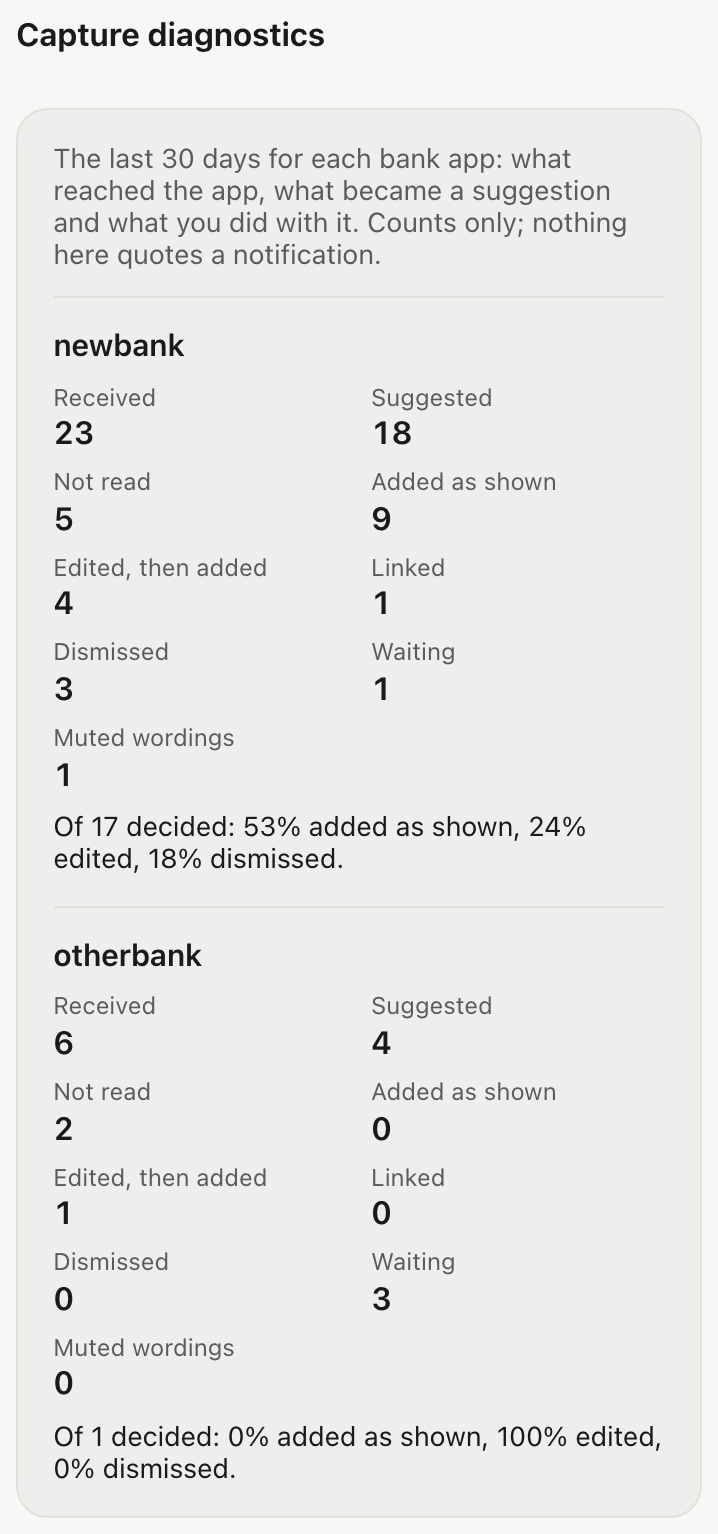 Capture diagnostics
The last 30 days for each bank app: what
reached the app, what became a suggestion
and what you did with it. Counts only; nothing
here quotes a notification.
newbank
Received
Suggested
23
18
Not read
Added as shown
5
9
Edited, then added
Linked
4
1
Dismissed
Waiting
3
1
Muted wordings
1
Of 17 decided: 53% added as shown, 24%
edited, 18% dismissed.
otherbank
Received
Suggested
6
4
Not read
Added as shown
2
0
Edited, then added
Linked
1
0
Dismissed
Waiting
0
3
Muted wordings
0
Of 1 decided: 0% added as shown, 100% edited,
0% dismissed.